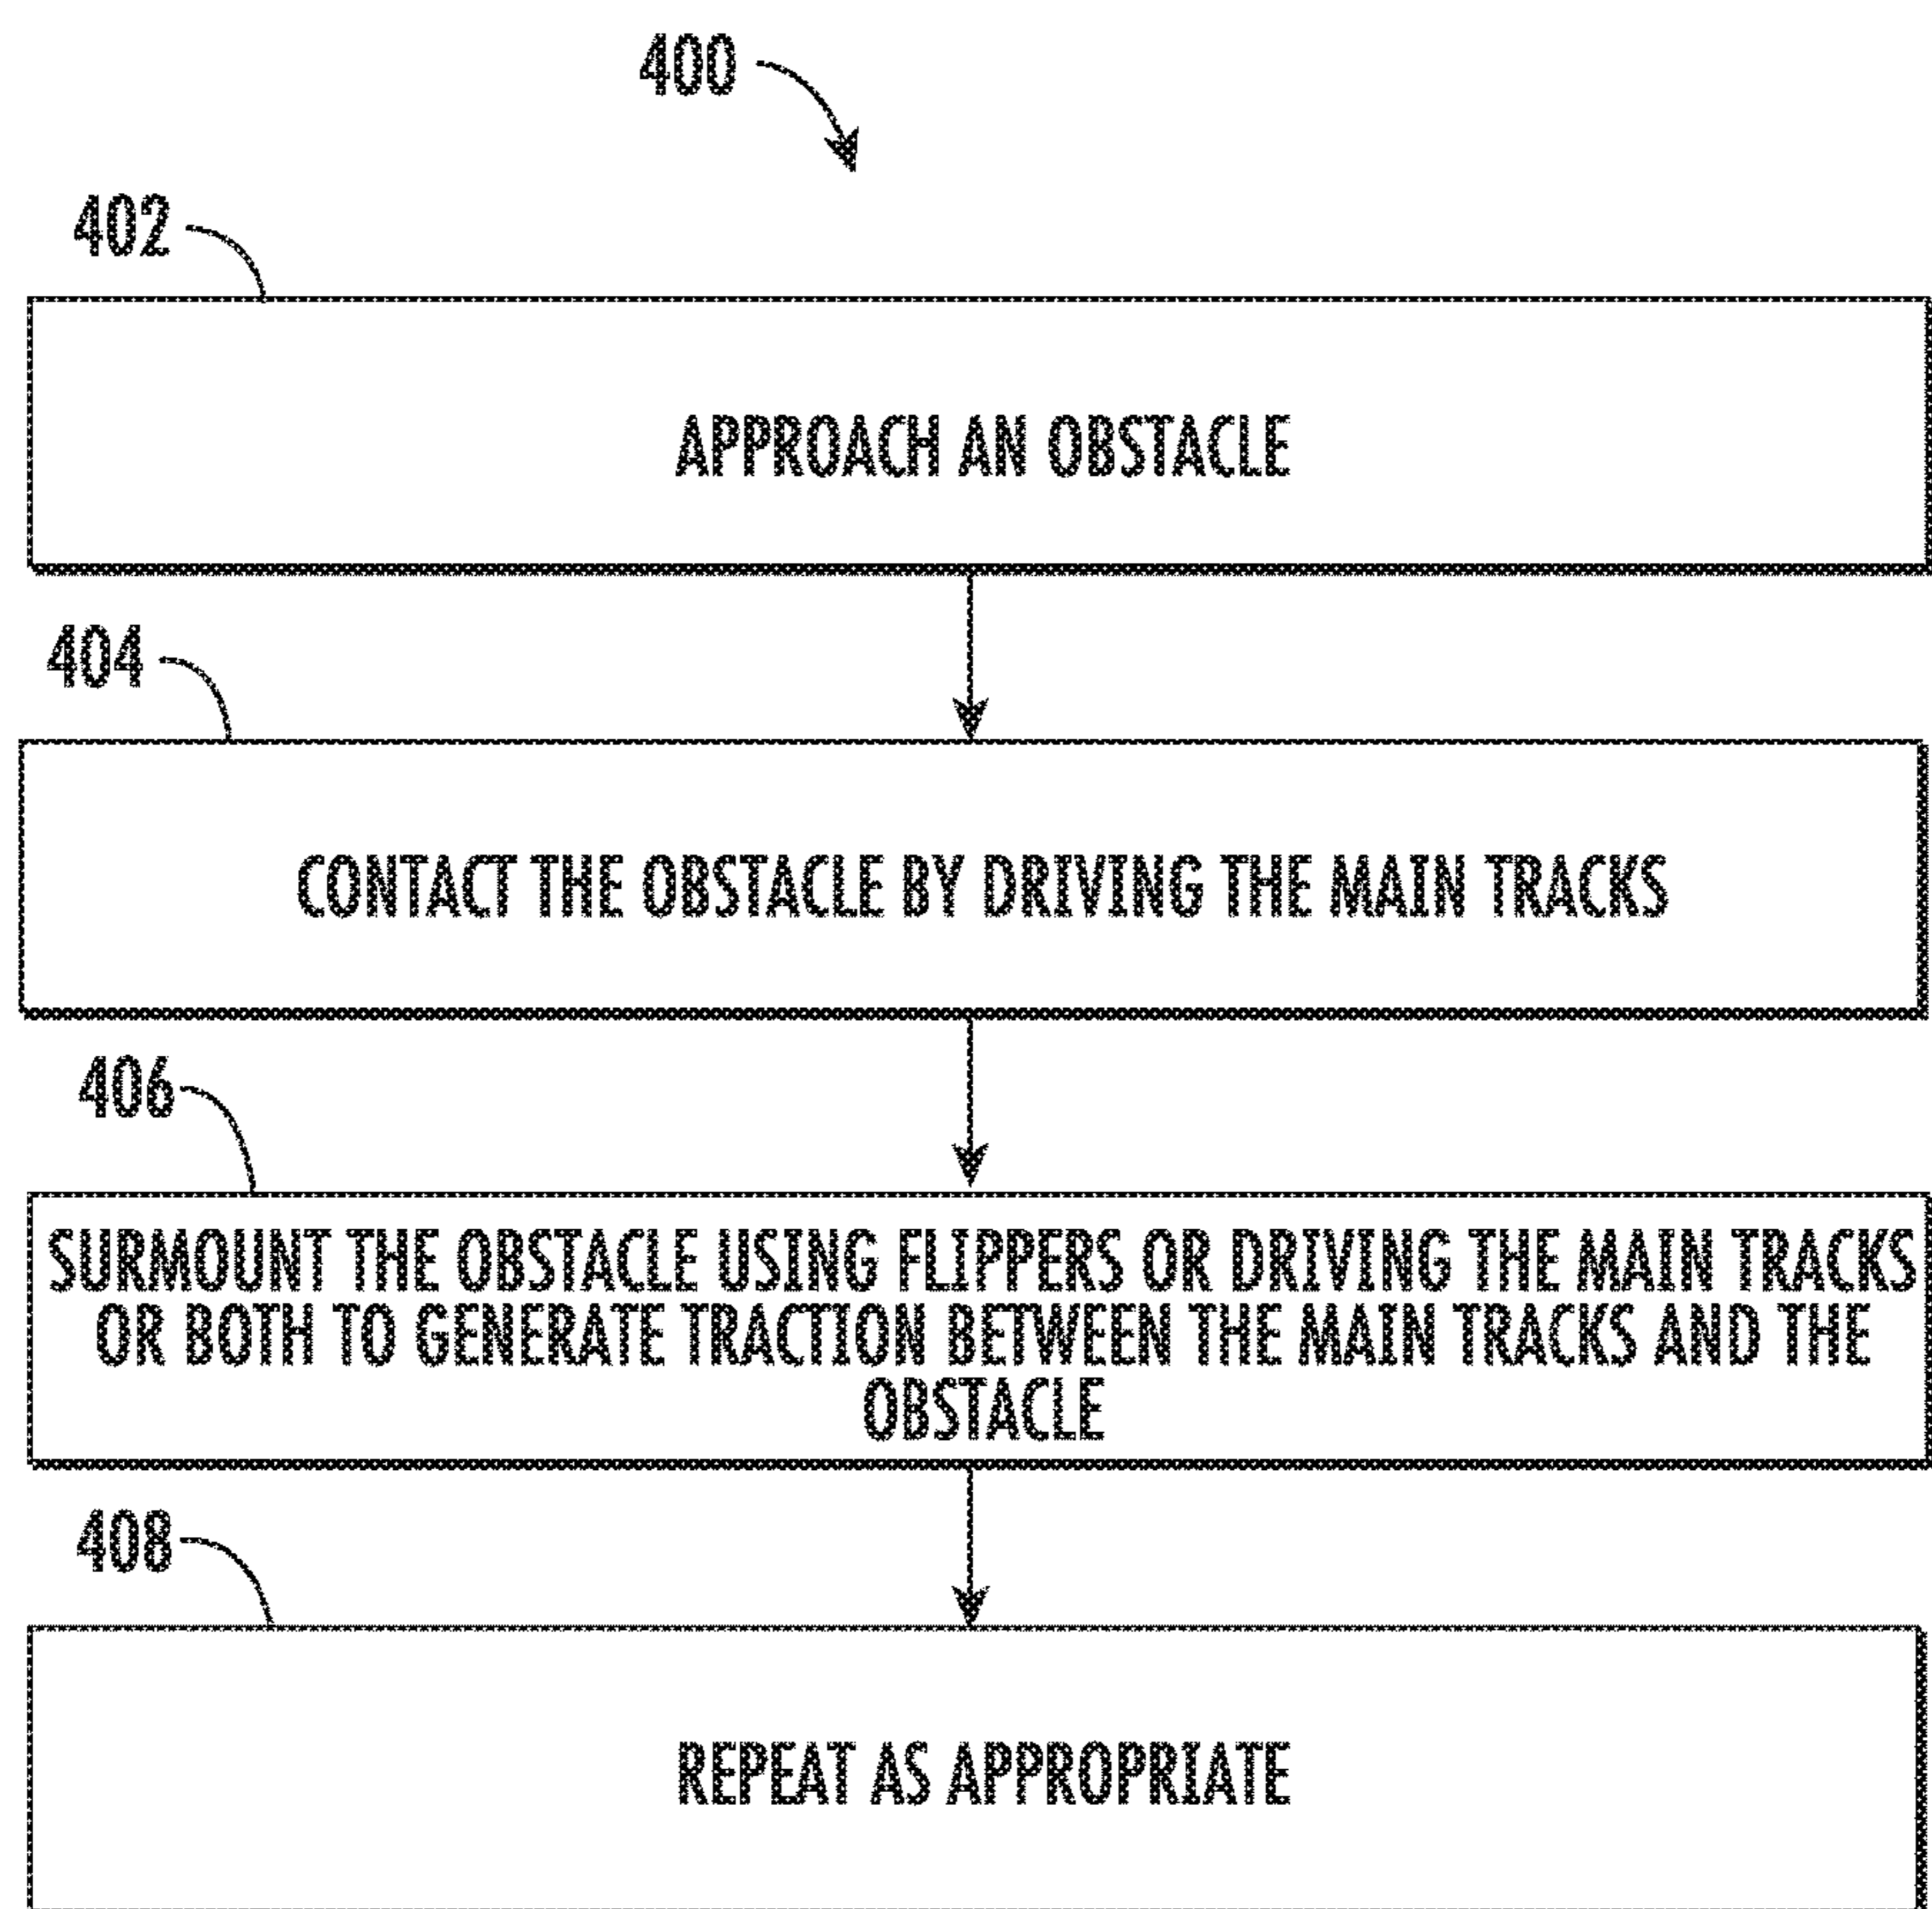 400
402
APPROACH AN OBSTACLE
404
CONTACT THE OBSTACLE BY DRIVING THE MAIN TRACKS
406
SURMOUNT THE OBSTACLE USING FLIPPERS OR DRIVING THE MAIN TRACKS
OR BOTH TO GENERATE TRACTION BETWEEN THE MAIN TRACKS AND THE
OBSTACLE
408
REPEAT AS APPROPRIATE